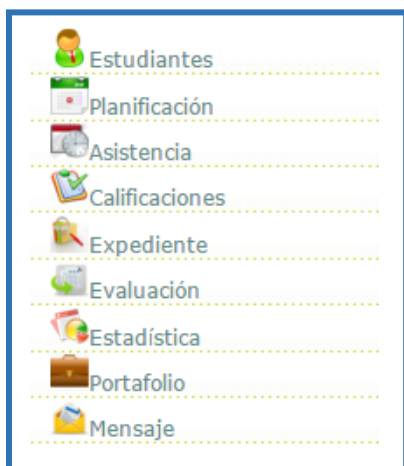 Estudiantes
Planificación
Asistencia
Calificaciones
Expediente
Evaluación
Estadística
Portafolio
Mensaje